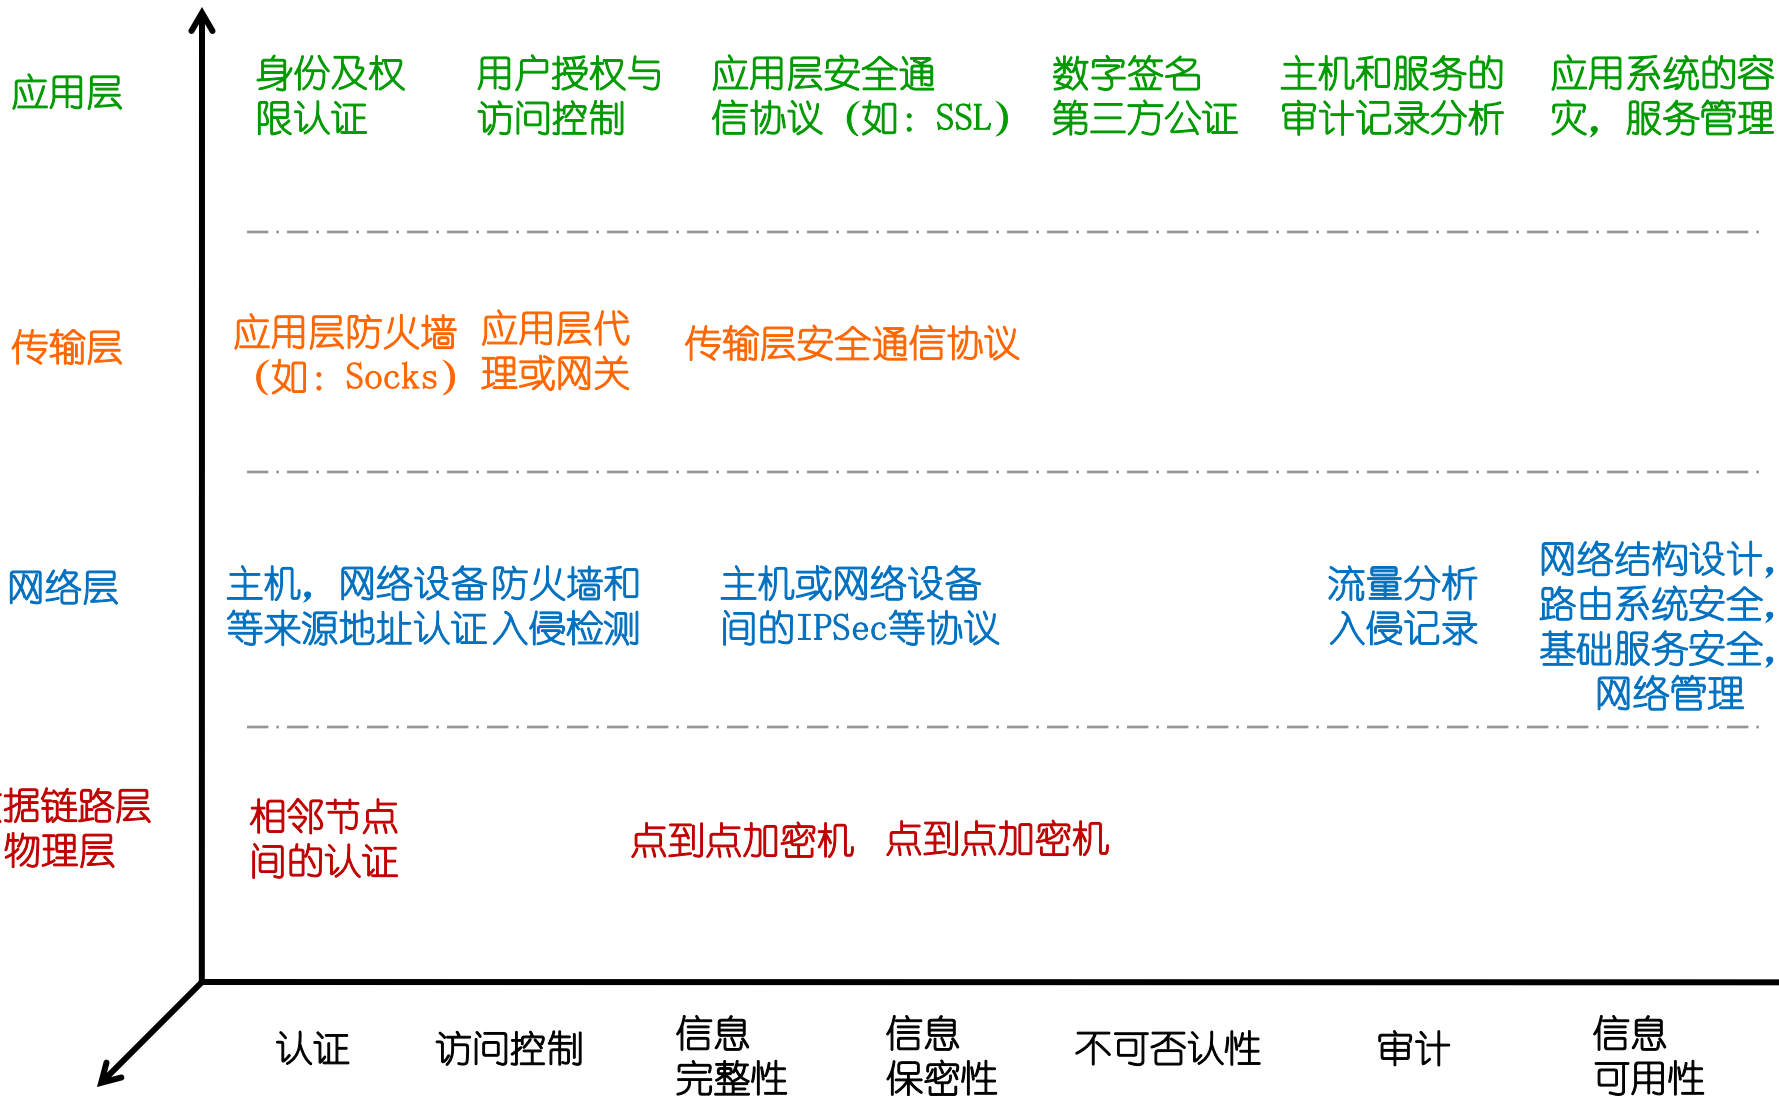 应用层
身份及权
限认证
用户授权与
访问控制
应用层安全通
信协议（如：SSL）
数字签名
第三方公证
主机和服务的
审计记录分析
应用系统的容
灾，服务管理
传输层
应用层防火墙
（如：Socks）
应用层代
理或网关
传输层安全通信协议
网络层
主机，网络设备
等来源地址认证
防火墙和
入侵检测
主机或网络设备
间的IPSec等协议
流量分析
入侵记录
网络结构设计，
路由系统安全，
基础服务安全，
网络管理
据链路层
物理层
相邻节点
间的认证
点到点加密机
点到点加密机
认证
访问控制
信息
完整性
信息
保密性
不可否认性
审计
信息
可用性